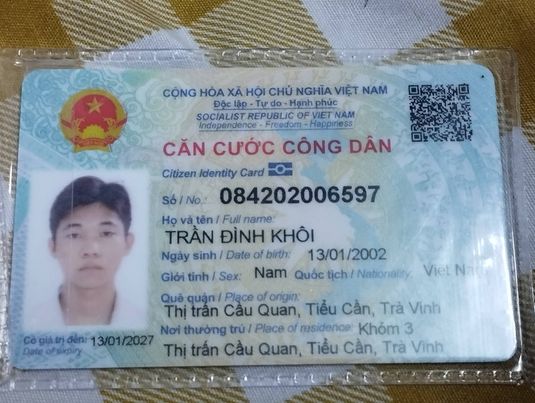 CỘNG HÒA XÃ HỘI CHỦ NGHĨA VIỆT NAM
Độc lập - Tự do - Hạnh phúc
SOCIALIST REPUBLIC OF VIET NAM
Independence - Freedom - Happiness
CĂN CƯỚC CÔNG DÂN
Citizen Identity Card
Số / No.: 084202006597
Họ và tên / Full name:
TRẦN ĐÌNH KHÔI
Ngày sinh / Date of birth: 13/01/2002
Giới tính / Sex: Nam Quốc tịch / Nationality: Việt Nam
Quê quán / Place of origin:
Thị trấn Cầu Quan, Tiểu Cần, Trà Vinh
Nơi thường trú / Place of residence: Khóm 3
Thị trấn Cầu Quan, Tiểu Cần, Trà Vinh
Có giá trị đến: 13/01/2027
Date of expiry